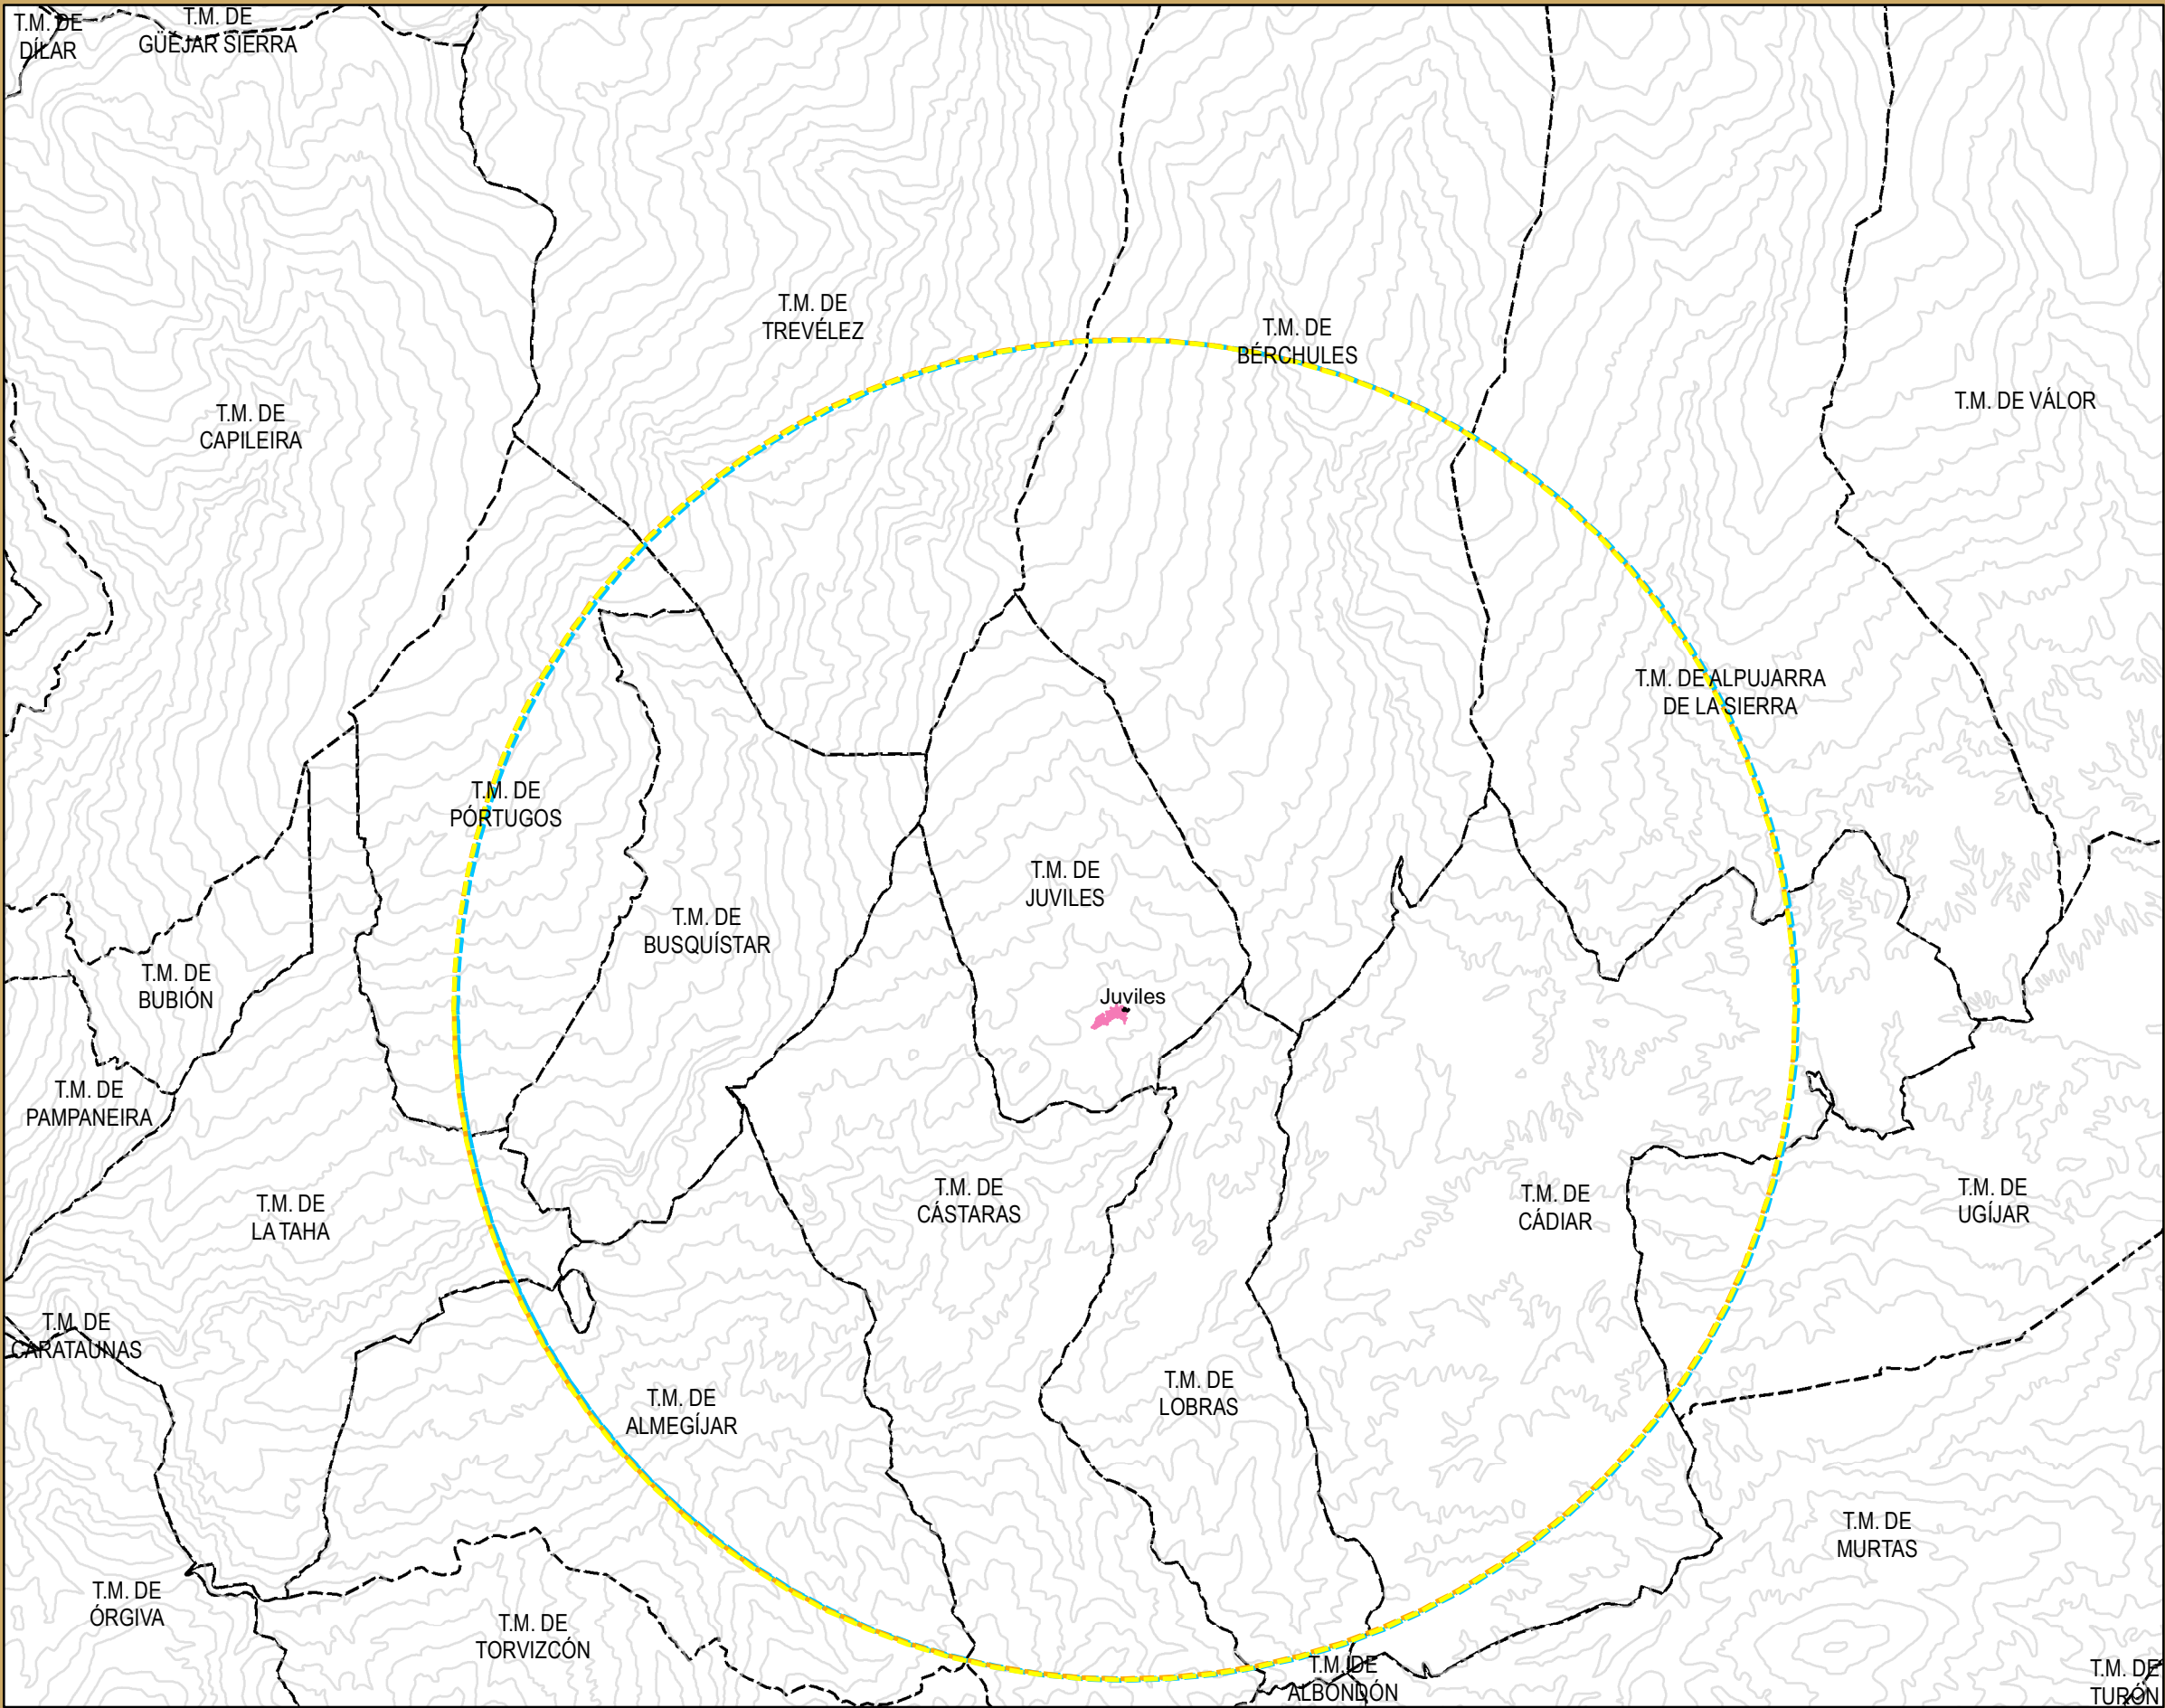 T.M. DE
DÍLAR
T.M. DE
GÜEJAR SIERRA
T.M. DE
TREVÉLEZ
T.M. DE
BÉRCHULES
T.M. DE
CAPILEIRA
T.M. DE VÁLOR
T.M. DE ALPUJARRA
DE LA SIERRA
T.M. DE
PÓRTUGOS
T.M. DE
JUVILES
T.M. DE
BUSQUÍSTAR
T.M. DE
BUBIÓN
Juviles
T.M. DE
PAMPANEIRA
T.M. DE
LA TAHA
T.M. DE
CÁSTARAS
T.M. DE
CÁDIAR
T.M. DE
UGÍJAR
T.M. DE
CARATAUNAS
T.M. DE
ALMEGÍJAR
T.M. DE
LOBRAS
T.M. DE
MURTAS
T.M. DE
ÓRGIVA
T.M. DE
TORVIZCÓN
T.M. DE
ALBONDÓN
T.M. DE
TURÓN